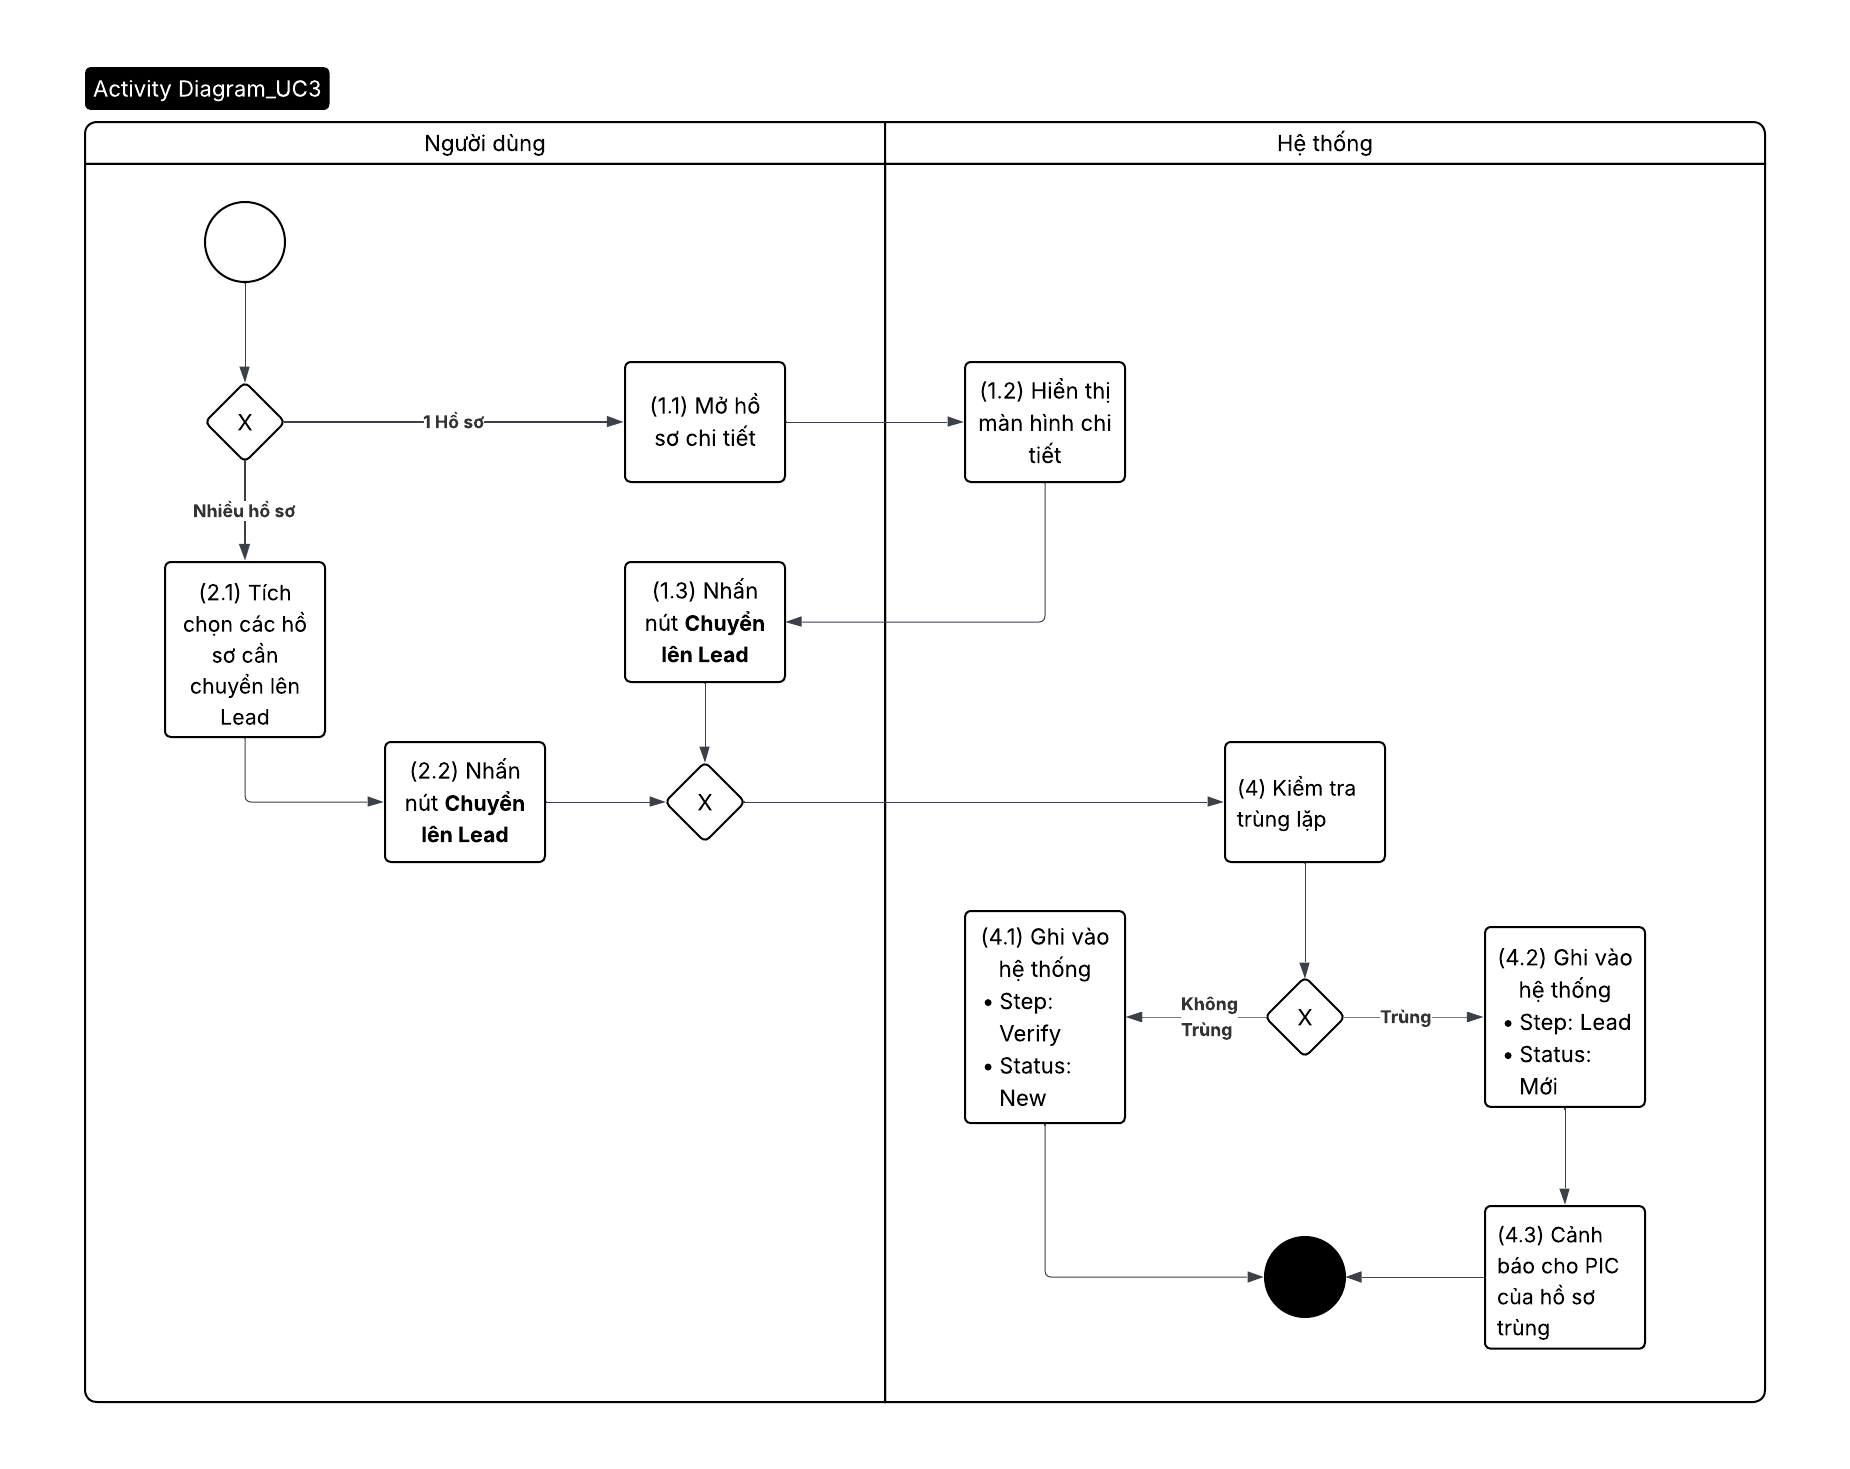 Activity Diagram_UC3
Người dùng
Hệ thống
X
1 Hồ sơ
(1.1) Mở hồ
sơ chi tiết
(1.2) Hiển thị
màn hình chi
tiết
Nhiều hồ sơ
(2.1) Tích
chọn các hồ
sơ cần
chuyển lên
Lead
(1.3) Nhấn
nút Chuyển
lên Lead
(2.2) Nhấn
nút Chuyển
lên Lead
X
(4) Kiểm tra
trùng lặp
(4.1) Ghi vào
hệ thống
• Step:
Verify
• Status:
New
Không
Trùng
X
Trùng
(4.2) Ghi vào
hệ thống
• Step: Lead
• Status:
Mới
(4.3) Cảnh
báo cho PIC
của hồ sơ
trùng